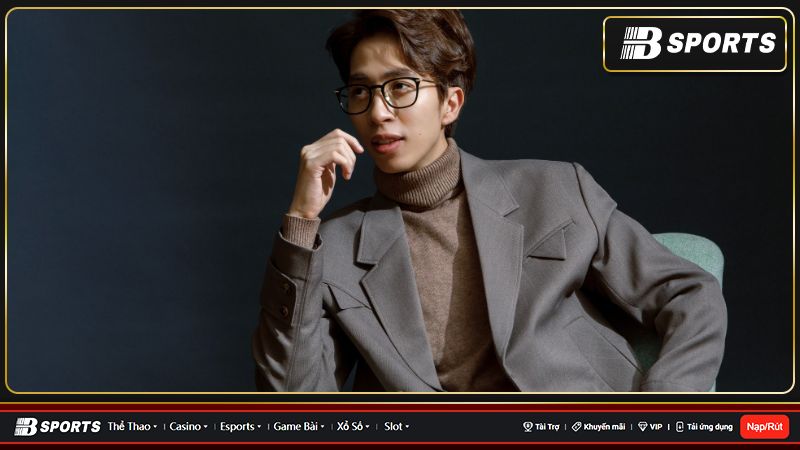 B SPORTS
B SPORTS Thể Thao Casino Esports Game Bài Xổ Số Slot Tài Trợ Khuyến mãi VIP Tải ứng dụng Nạp/Rút